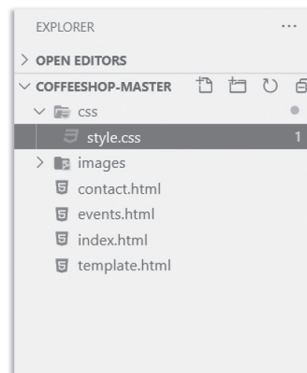 EXPLORER
OPEN EDITORS
COFFEESHOP-MASTER
css
style.css 1
images
contact.html
events.html
index.html
template.html